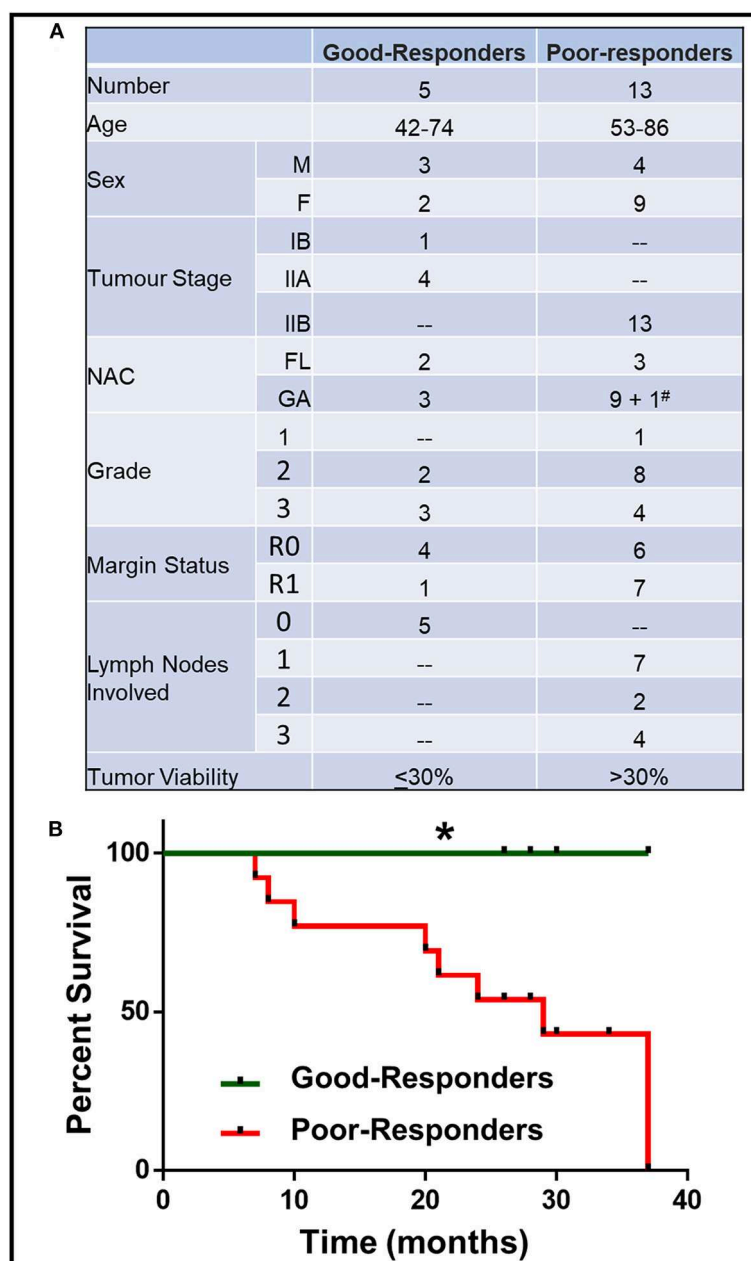 A
Good-Responders Poor-responders
Number 5 13
Age 42-74 53-86
Sex M 3 4
F 2 9
Tumour Stage IB 1 --
IIA 4 --
IIB -- 13
NAC FL 2 3
GA 3 9 + 1#
Grade 1 -- 1
2 2 8
3 3 4
Margin Status R0 4 6
R1 1 7
Lymph Nodes Involved 0 5 --
1 -- 7
2 -- 2
3 -- 4
Tumor Viability ≤30% >30%
B
*
100
50
0
Percent Survival
Good-Responders
Poor-Responders
0 10 20 30 40
Time (months)